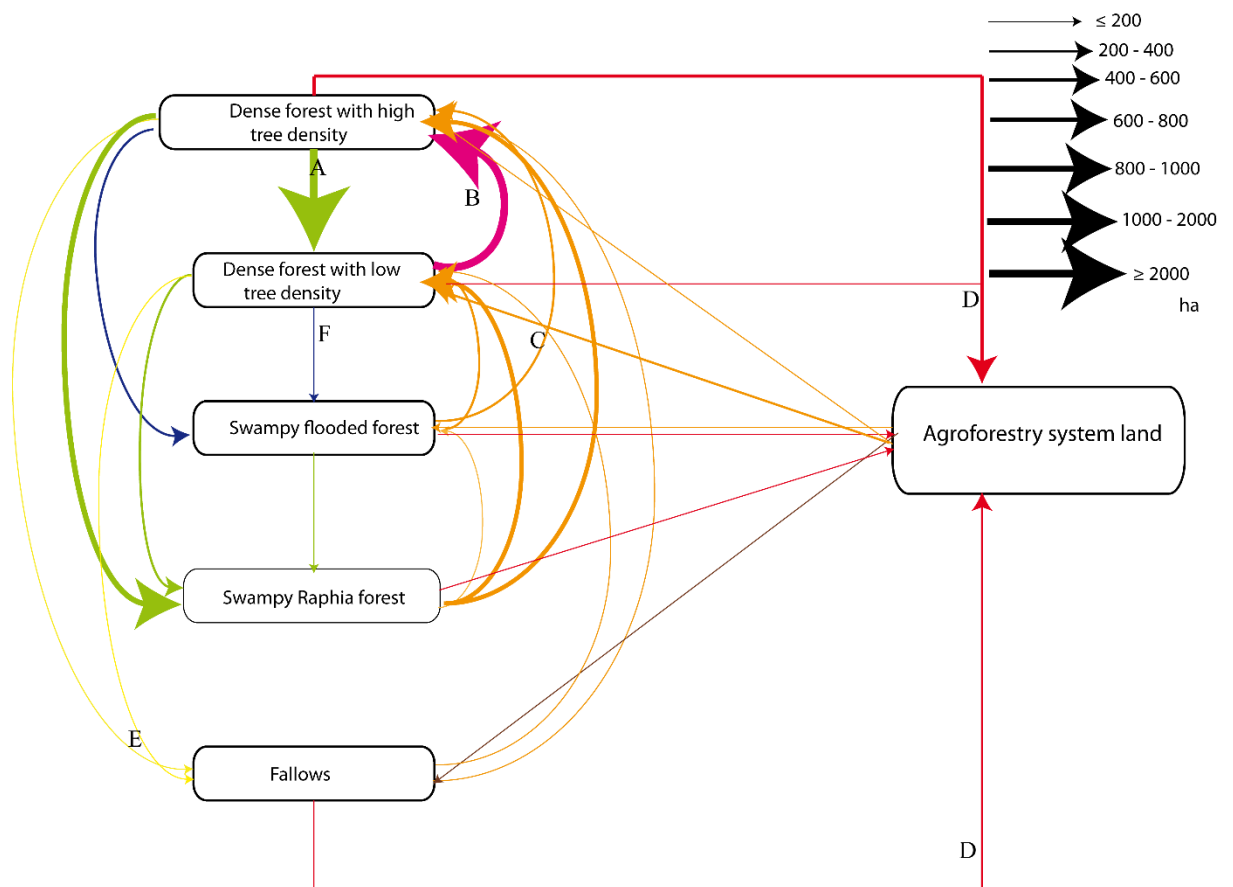 ≤ 200
200 - 400
400 - 600
600 - 800
800 - 1000
1000 - 2000
≥ 2000
ha
Dense forest with high
tree density
A
B
Dense forest with low
tree density
D
F
C
Swampy flooded forest
Agroforestry system land
Swampy Raphia forest
E
Fallows
D